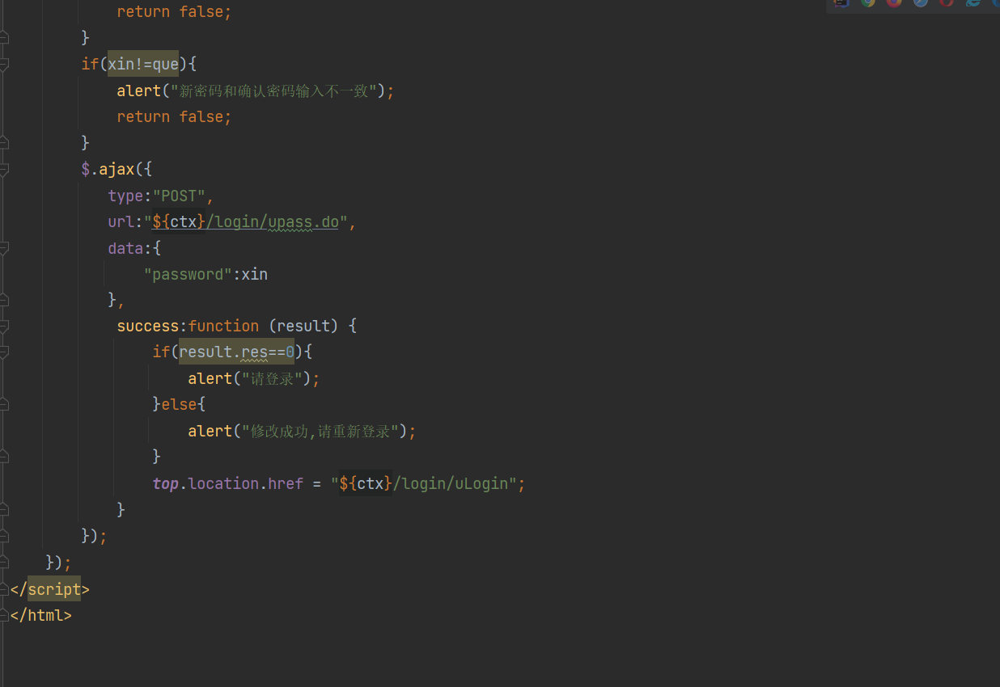 return false;
}
if(xin!=que){
alert("新密码和确认密码输入不一致");
return false;
}
$.ajax({
type:"POST",
url:"${ctx}/login/upass.do",
data:{
"password":xin
},
success:function (result) {
if(result.res==0){
alert("请登录");
}else{
alert("修改成功,请重新登录");
}
top.location.href = "${ctx}/login/uLogin";
}
});
});
</script>
</html>